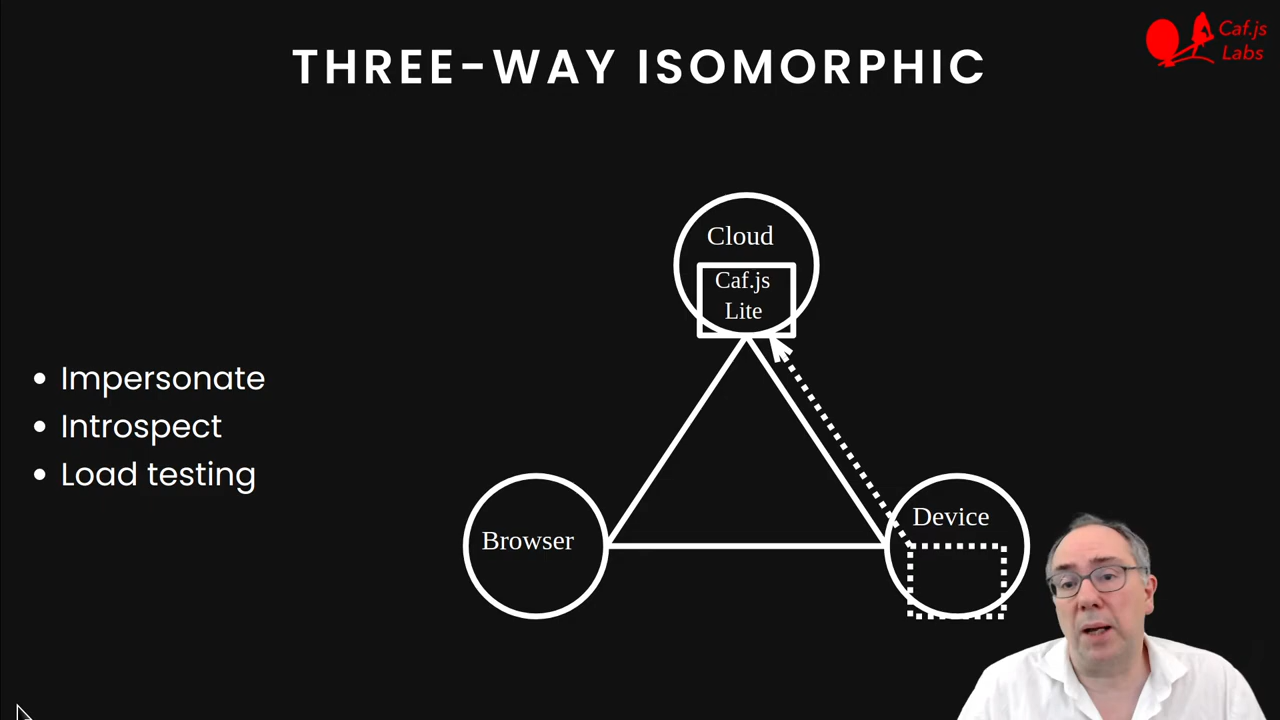 THREE-WAY ISOMORPHIC
Caf.js
Labs
Cloud
Caf.js
Lite
Impersonate
Introspect
Load testing
Browser
Device